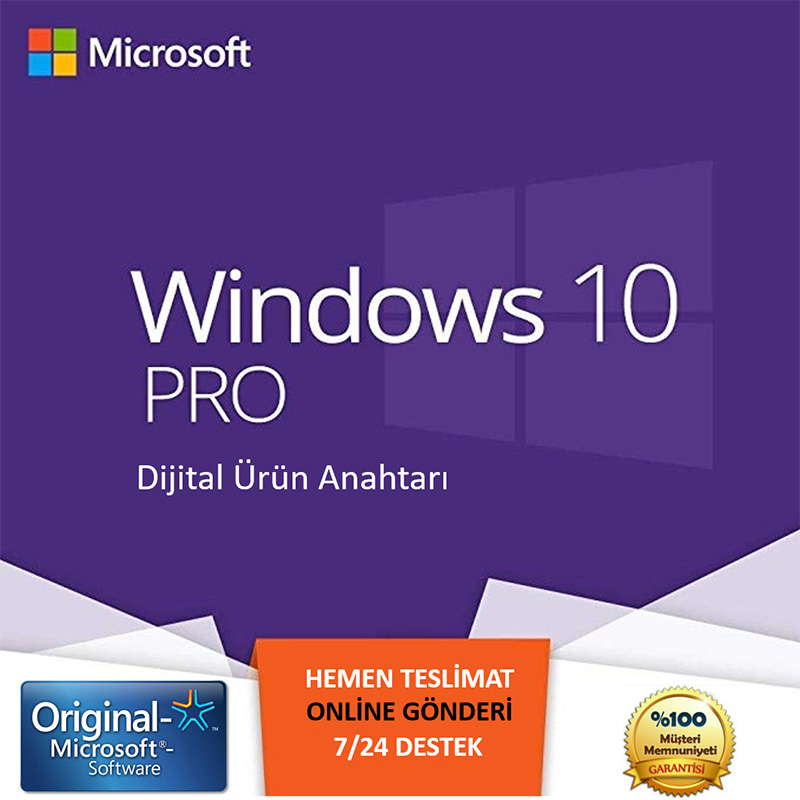 Microsoft
Windows 10
PRO
Dijital Ürün Anahtarı
Original-
Microsoft®-
Software
TM
HEMEN TESLİMAT
ONLİNE GÖNDERİ
7/24 DESTEK
%100
Müşteri
Memnuniyeti
GARANTİSİ